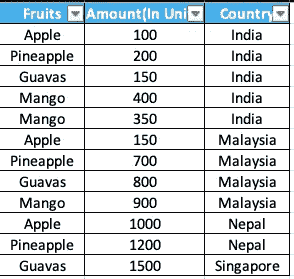 Fruits Amount(In Uni Country
Apple 100 India
Pineapple 200 India
Guavas 150 India
Mango 400 India
Mango 350 India
Apple 150 Malaysia
Pineapple 700 Malaysia
Guavas 800 Malaysia
Mango 900 Malaysia
Apple 1000 Nepal
Pineapple 1200 Nepal
Guavas 1500 Singapore